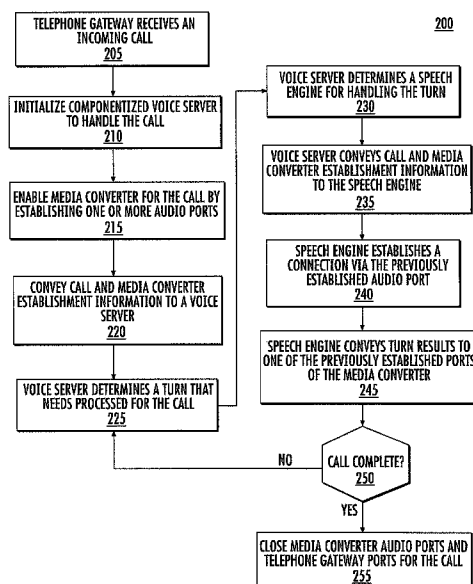 200
TELEPHONE GATEWAY RECEIVES AN
INCOMING CALL
205
INITIALIZE COMPONENTIZED VOICE SERVER
TO HANDLE THE CALL
210
ENABLE MEDIA CONVERTER FOR THE CALL BY
ESTABLISHING ONE OR MORE AUDIO PORTS
215
CONVEY CALL AND MEDIA CONVERTER
ESTABLISHMENT INFORMATION TO A VOICE
SERVER
220
VOICE SERVER DETERMINES A TURN THAT
NEEDS PROCESSED FOR THE CALL
225
VOICE SERVER DETERMINES A SPEECH
ENGINE FOR HANDLING THE TURN
230
VOICE SERVER CONVEYS CALL AND MEDIA
CONVERTER ESTABLISHMENT INFORMATION
TO THE SPEECH ENGINE
235
SPEECH ENGINE ESTABLISHES A
CONNECTION VIA THE PREVIOUSLY
ESTABLISHED AUDIO PORT
240
SPEECH ENGINE CONVEYS TURN RESULTS TO
ONE OF THE PREVIOUSLY ESTABLISHED PORTS
OF THE MEDIA CONVERTER
245
CALL COMPLETE?
250
NO
YES
CLOSE MEDIA CONVERTER AUDIO PORTS AND
TELEPHONE GATEWAY PORTS FOR THE CALL
255